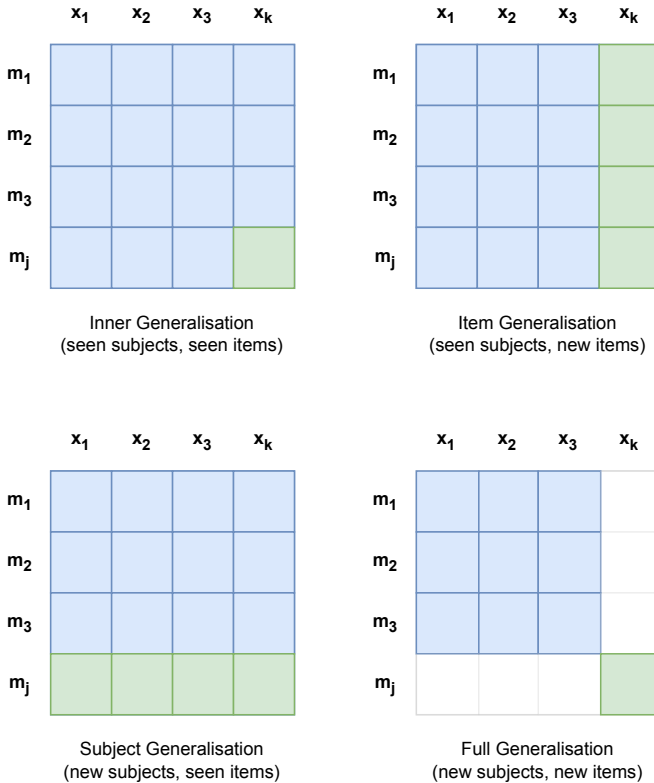 x1 x2 x3 xk
m1
m2
m3
mj
Inner Generalisation
(seen subjects, seen items)
x1 x2 x3 xk
m1
m2
m3
mj
Item Generalisation
(seen subjects, new items)
x1 x2 x3 xk
m1
m2
m3
mj
Subject Generalisation
(new subjects, seen items)
x1 x2 x3 xk
m1
m2
m3
mj
Full Generalisation
(new subjects, new items)